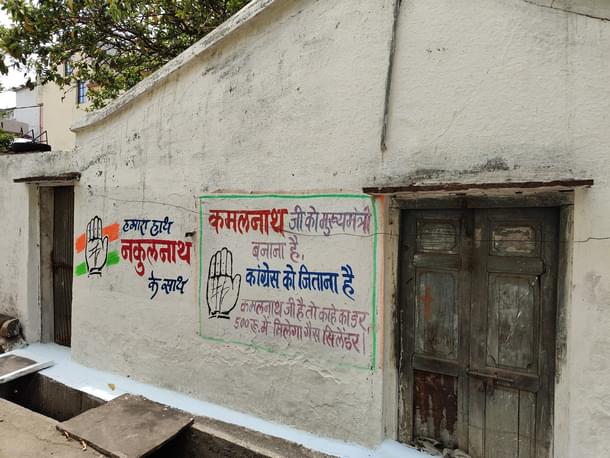 हमारा हाथ
नकुलनाथ
के साथ
कमलनाथ जी को मुख्यमंत्री
बनाना है,
कांग्रेस को जिताना है
कमलनाथ जी है तो काहे का डर,
500 रू. में मिलेगा गैस सिलेंडर!